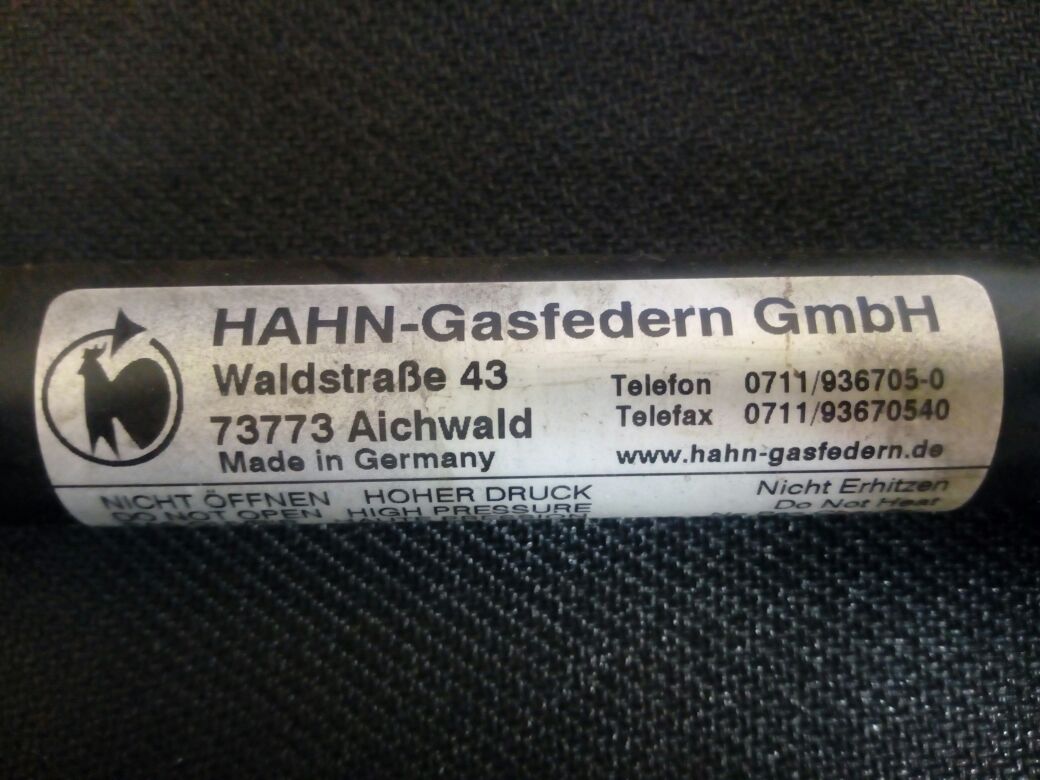 HAHN-Gasfedern GmbH
Waldstraße 43
73773 Aichwald
Made in Germany
Telefon 0711/936705-0
Telefax 0711/93670540
www.hahn-gasfedern.de
NICHT ÖFFNEN HOHER DRUCK
DO NOT OPEN HIGH PRESSURE
Nicht Erhitzen
Do Not Heat